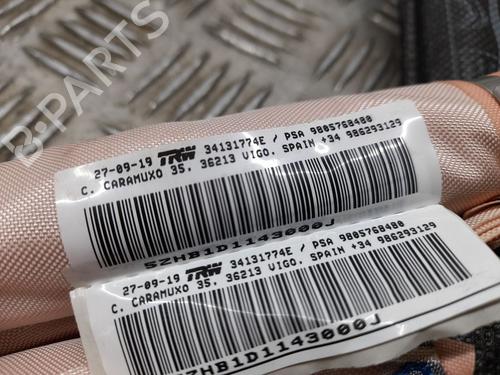 27-09-19 TRW 34131774E / PSA 9805768480
C. CARAMUXO 35. 36213 VIGO. SPAIN +34 986293129
SZHB1D1143000J
27-09-19 TRW 34131774E / PSA 9805768480
C. CARAMUXO 35. 36213 VIGO. SPAIN +34 986293129
SZHB1D1143000J
B-PARTS